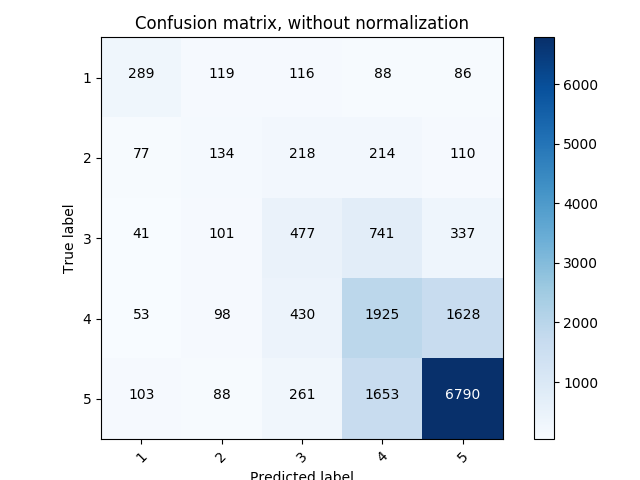 Confusion matrix, without normalization
1 289 119 116 88 86
2 77 134 218 214 110
3 41 101 477 741 337
4 53 98 430 1925 1628
5 103 88 261 1653 6790
1 2 3 4 5
True label
Predicted label
6000
5000
4000
3000
2000
1000